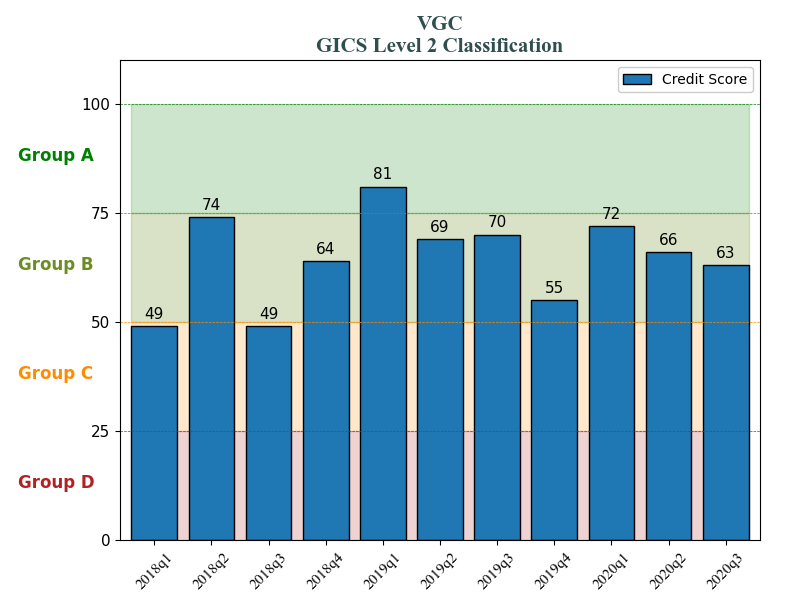 VGC
GICS Level 2 Classification
Credit Score
100
Group A
81
74
75
72
70
69
66
64
63
Group B
55
50
49
49
Group C
25
Group D
0
2018q1
2018q2
2018q3
2018q4
2019q1
2019q2
2019q3
2019q4
2020q1
2020q2
2020q3